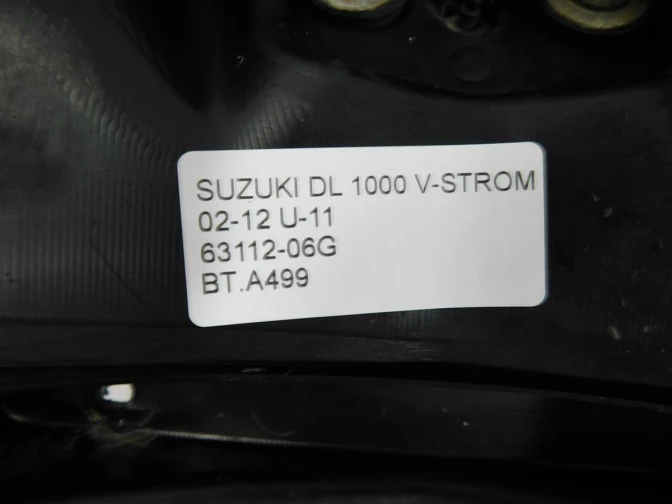 SUZUKI DL 1000 V-STROM
02-12 U-11
63112-06G
BT.A499